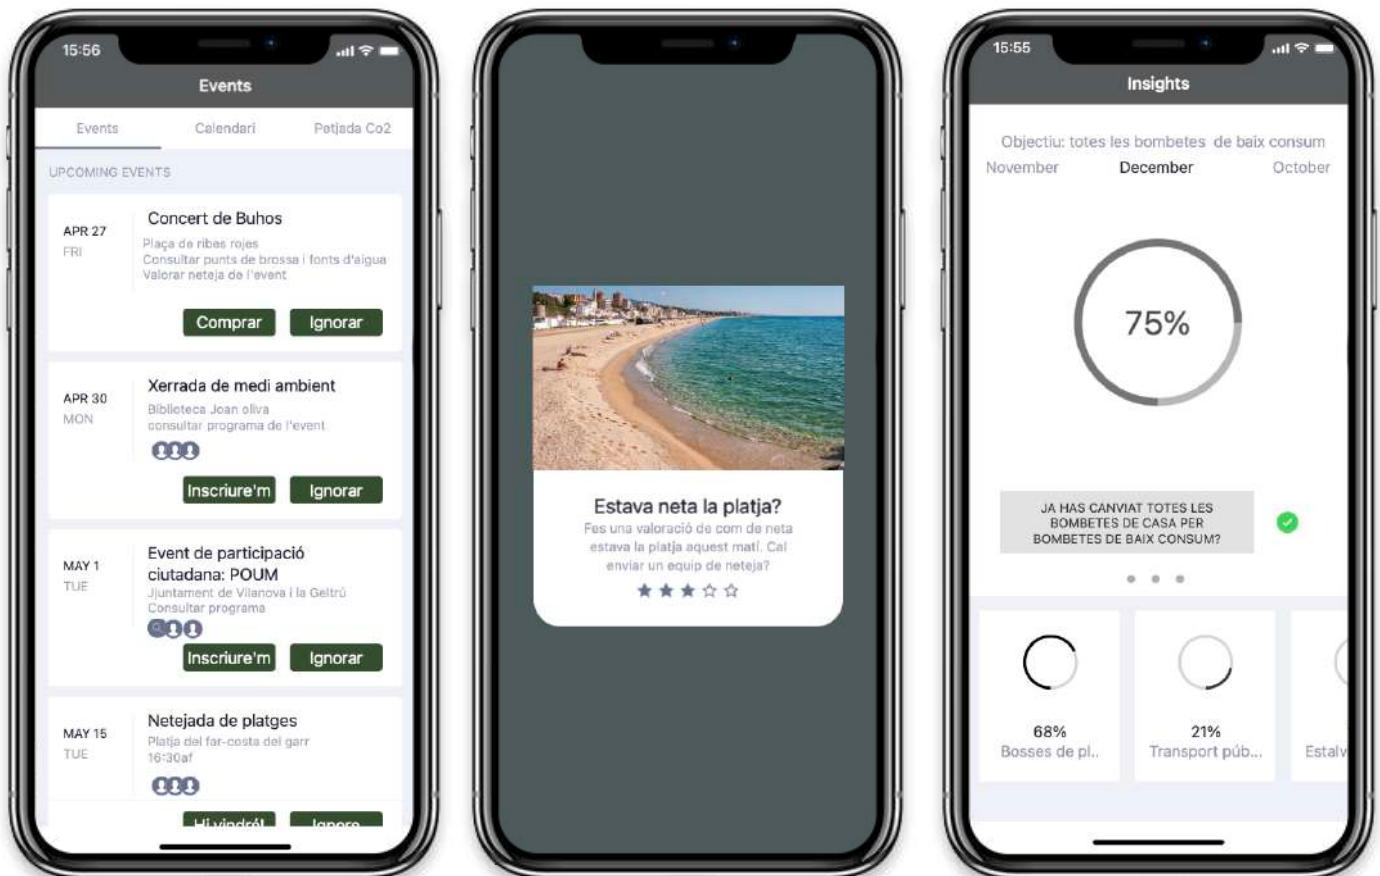 15:56
Events
Events Calendari Petjada Co2
UPCOMING EVENTS
APR 27
FRI
Concert de Buhos
Plaça de ribes rojes
Consultar punts de brossa i fonts d'aigua
Valorar neteja de l'event
Comprar Ignorar
APR 30
MON
Xerrada de medi ambient
Biblioteca Joan oliva
consultar programa de l'event
Inscriure'm Ignorar
MAY 1
TUE
Event de participació
ciutadana: POUM
Jjuntament de Vilanova i la Geltrú
Consultar programa
Inscriure'm Ignorar
MAY 15
TUE
Netejada de platges
Platja del far-costa del garr
16:30af
Hi vindré! Ignore
Estava neta la platja?
Fes una valoració de com de neta
estava la platja aquest matí. Cal
enviar un equip de neteja?
15:55
Insights
Objectiu: totes les bombetes de baix consum
November December October
75%
JA HAS CANVIAT TOTES LES
BOMBETES DE CASA PER
BOMBETES DE BAIX CONSUM?
68%
Bosses de pl..
21%
Transport púb...
Estalv